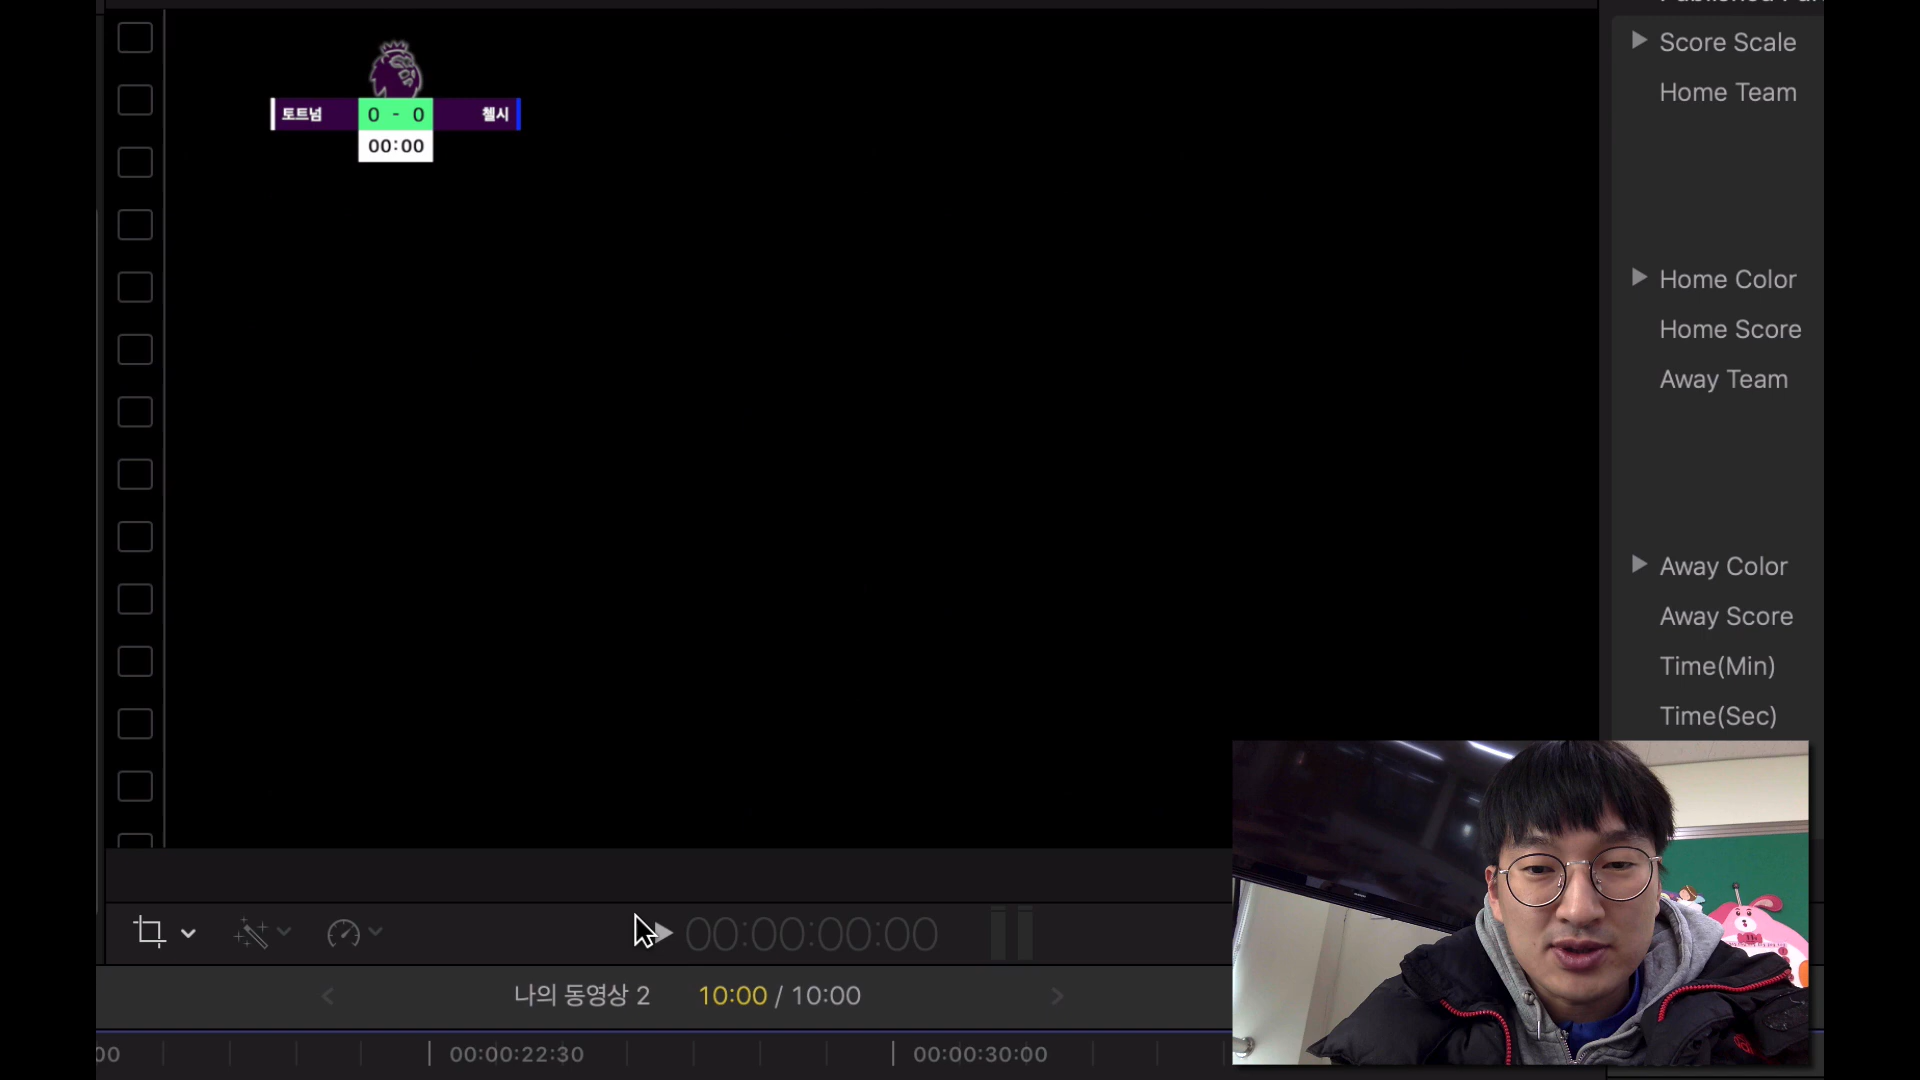 Score Scale
Home Team
토트넘 0 - 0 첼시
00:00
Home Color
Home Score
Away Team
Away Color
Away Score
Time(Min)
Time(Sec)
00:00:00:00
나의 동영상 2 10:00 / 10:00
00:00:22:30 00:00:30:00